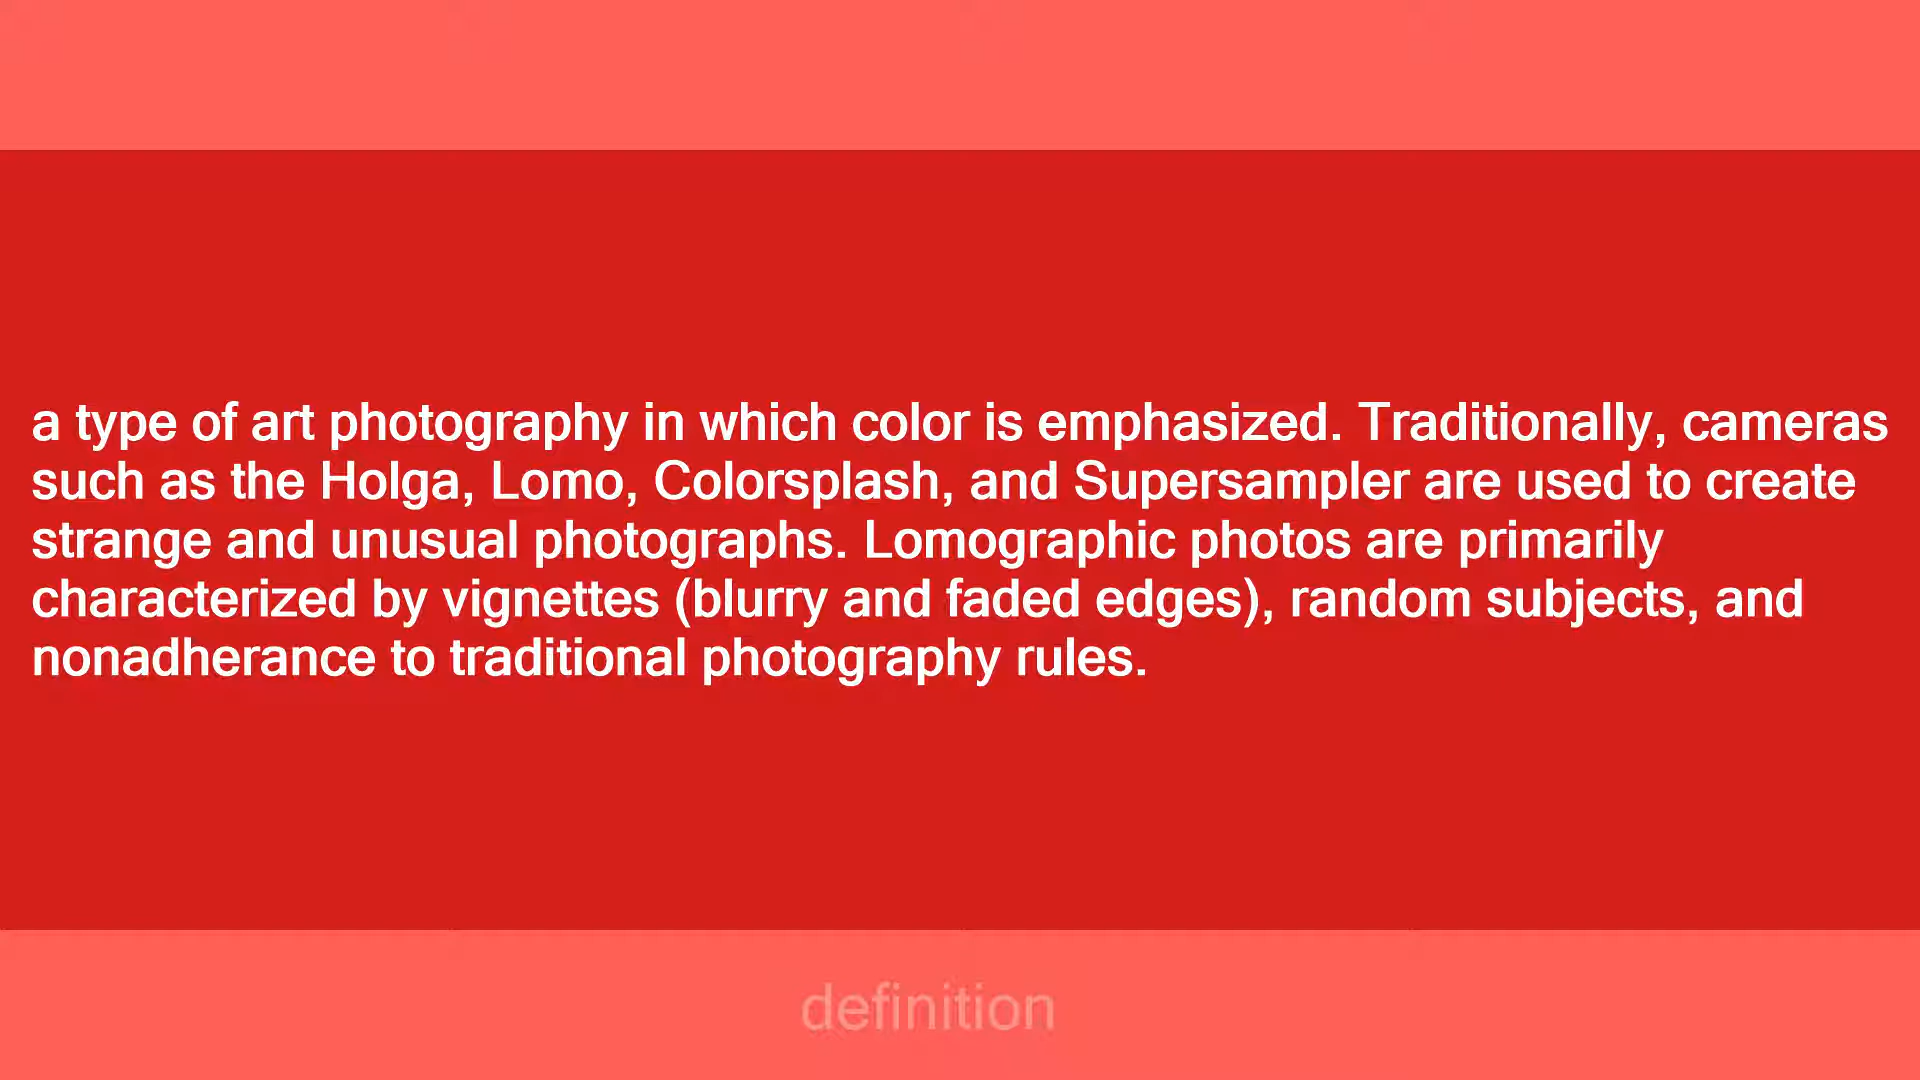 a type of art photography in which color is emphasized. Traditionally, cameras
such as the Holga, Lomo, Colorsplash, and Supersampler are used to create
strange and unusual photographs. Lomographic photos are primarily
characterized by vignettes (blurry and faded edges), random subjects, and
nonadherance to traditional photography rules.
definition